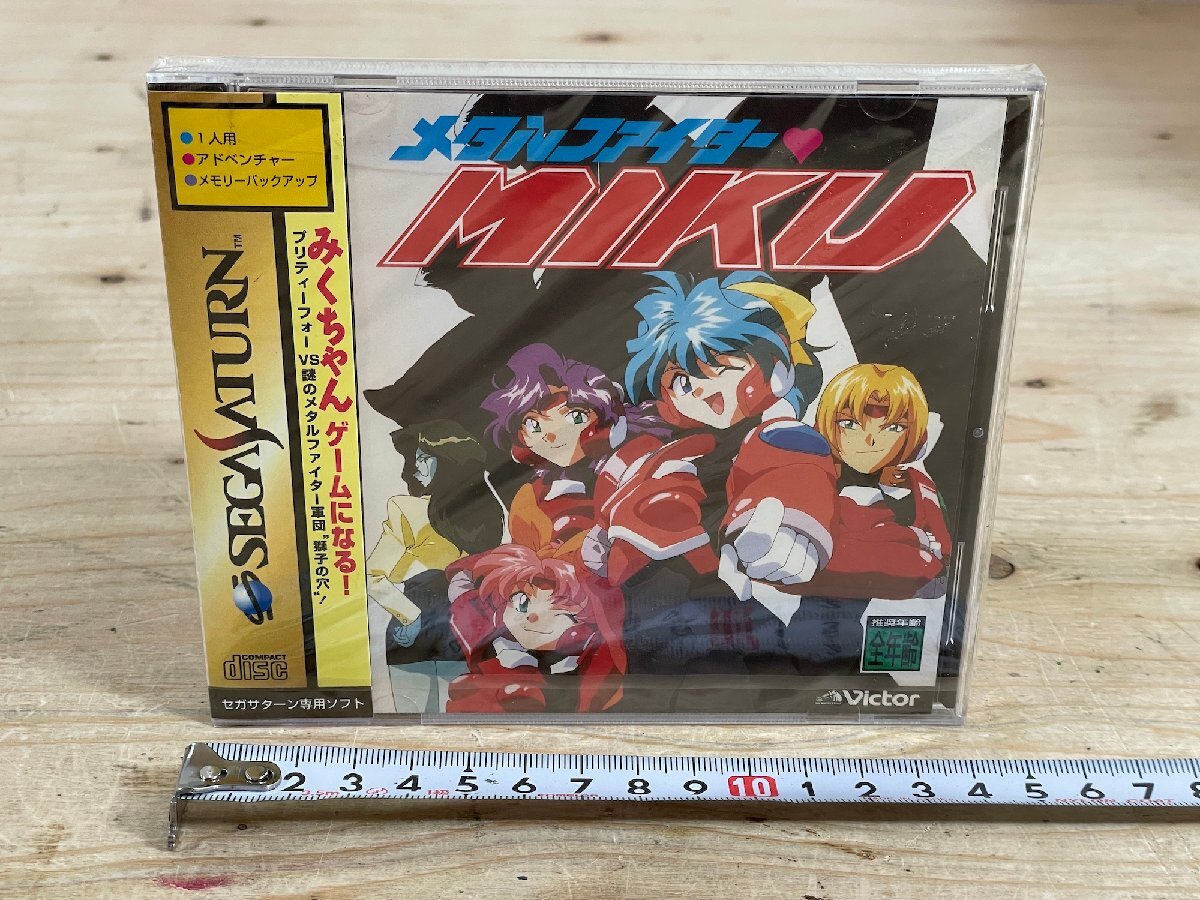 ● 1人用
● アドベンチャー
● メモリーバックアップ
SEGA SATURN™
みくちゃんゲームになる!
プリティーフォー VS 謎のメタルファイター軍団“獅子の穴”!
COMPACT
disc
セガサターン専用ソフト
メタルファイター♥
MIKU
推奨年齢
全年齢
Victor
2 3 4 5 6 7 8 9 10 1 2 3 4 5 6 7 8